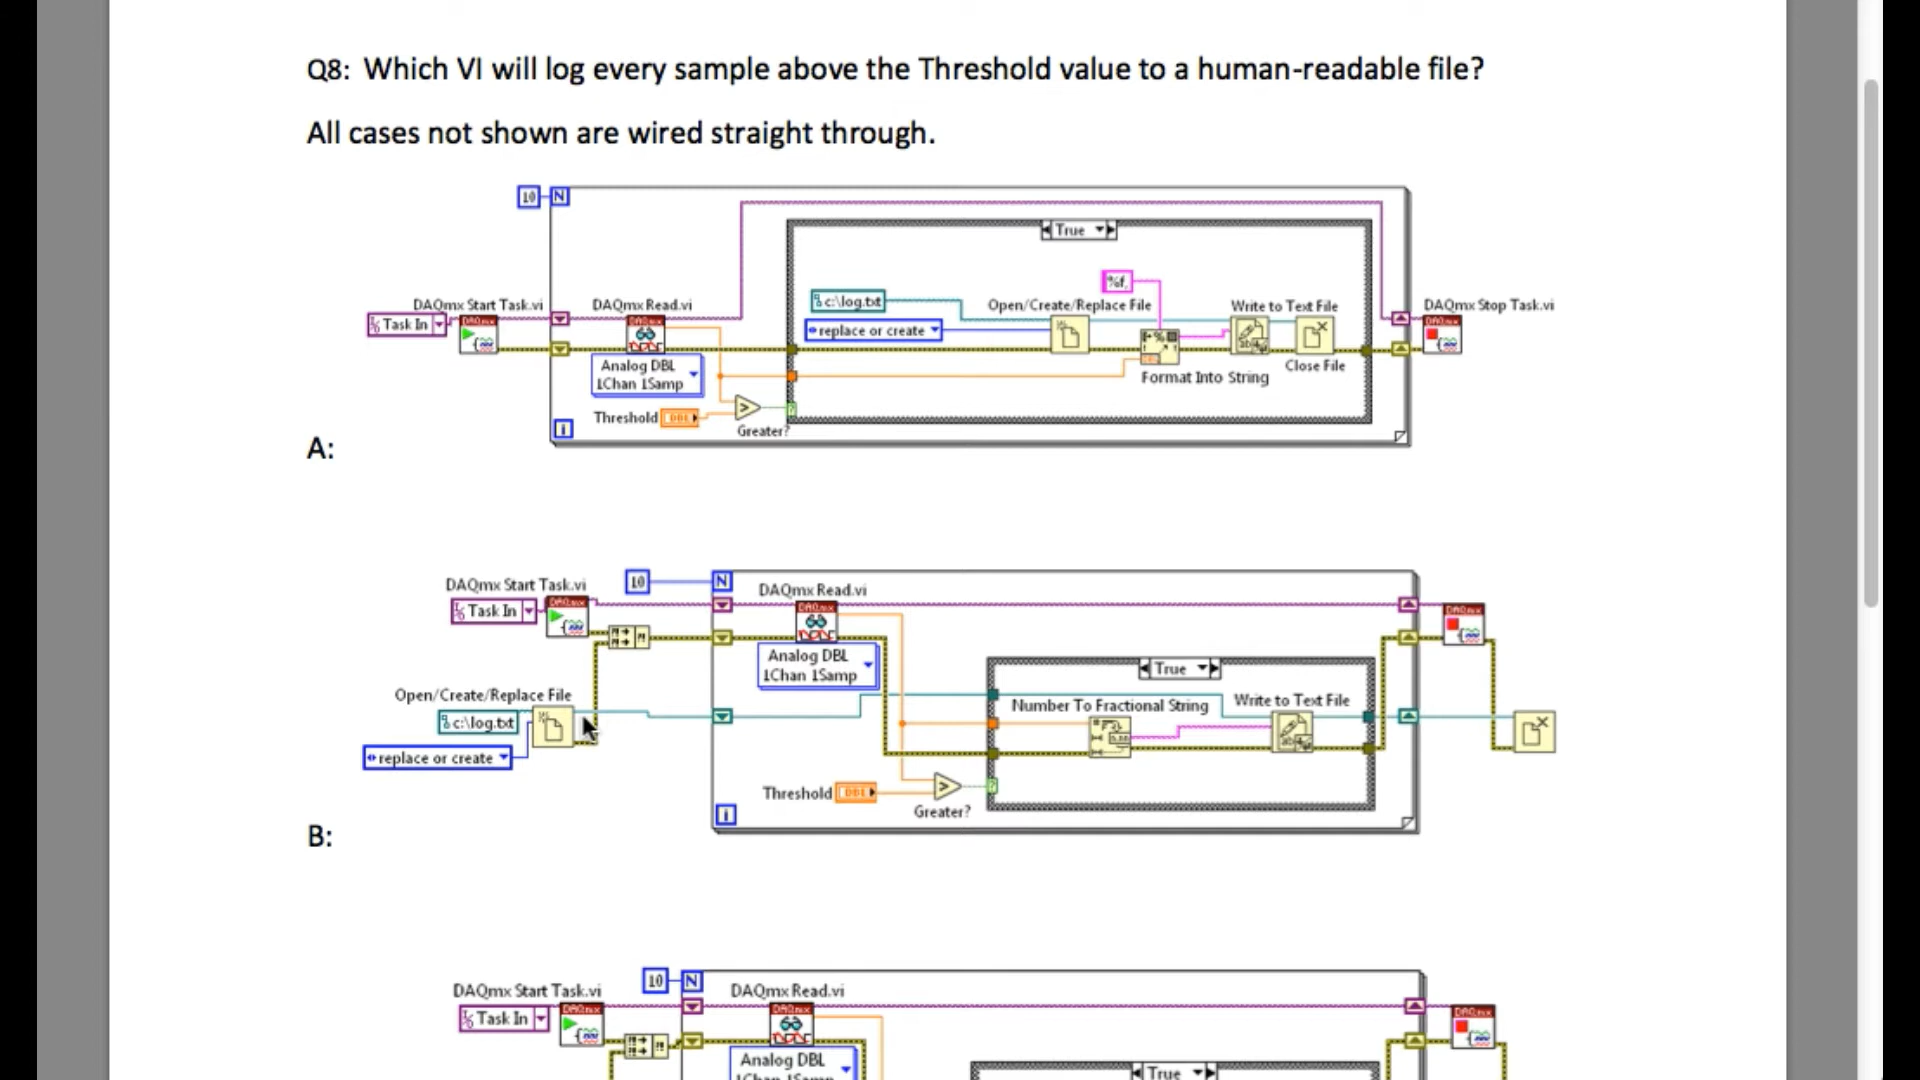 Q8: Which VI will log every sample above the Threshold value to a human-readable file?
All cases not shown are wired straight through.
10 N
True
%f,
c:\log.txt
DAQmx Start Task.vi
DAQmx Read.vi
Open/Create/Replace File
Write to Text File
DAQmx Stop Task.vi
Task In
replace or create
Analog DBL
1Chan 1Samp
Close File
Format Into String
Threshold DBL
Greater?
i
A:
DAQmx Start Task.vi
10 N
DAQmx Read.vi
Task In
Analog DBL
1Chan 1Samp
True
Open/Create/Replace File
Number To Fractional String
Write to Text File
c:\log.txt
replace or create
Threshold DBL
Greater?
i
B:
10 N
DAQmx Start Task.vi
DAQmx Read.vi
Task In
Analog DBL
1Chan 1Samp
True